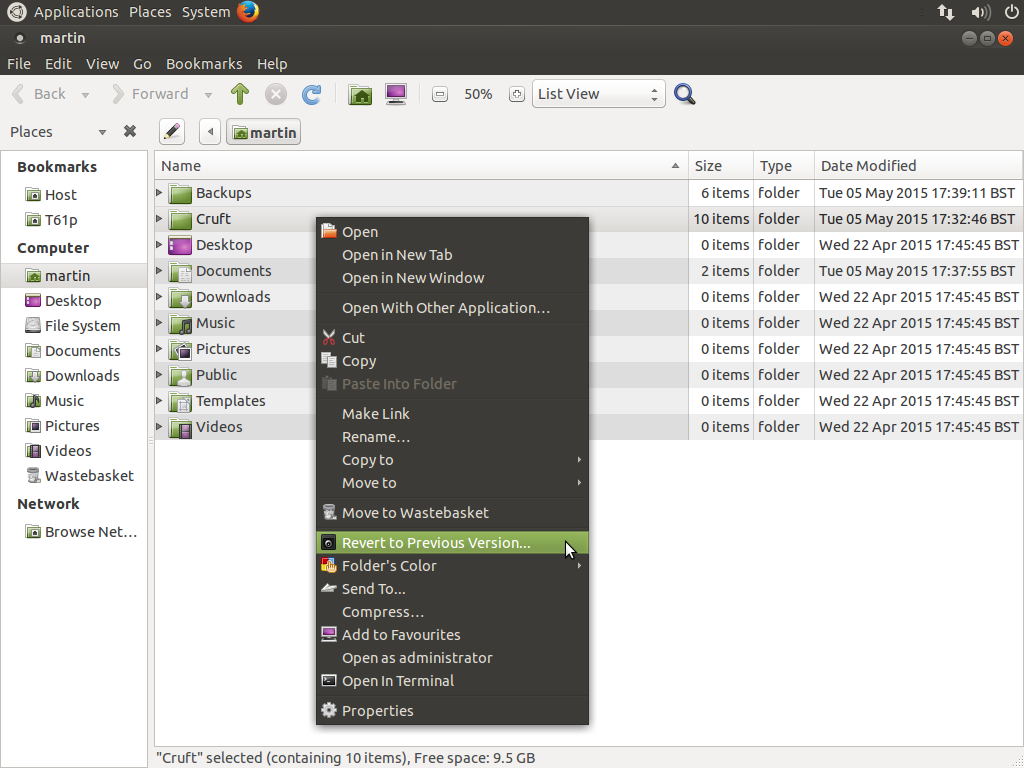 Applications Places System
martin
File Edit View Go Bookmarks Help
Back Forward 50% List View
Places martin
Bookmarks
Host
T61p
Computer
martin
Desktop
File System
Documents
Downloads
Music
Pictures
Videos
Wastebasket
Network
Browse Net...
Name Size Type Date Modified
Backups 6 items folder Tue 05 May 2015 17:39:11 BST
Cruft 10 items folder Tue 05 May 2015 17:32:46 BST
Desktop 0 items folder Wed 22 Apr 2015 17:45:45 BST
Documents 2 items folder Tue 05 May 2015 17:37:55 BST
Downloads 0 items folder Wed 22 Apr 2015 17:45:45 BST
Music 0 items folder Wed 22 Apr 2015 17:45:45 BST
Pictures 0 items folder Wed 22 Apr 2015 17:45:45 BST
Public 0 items folder Wed 22 Apr 2015 17:45:45 BST
Templates 0 items folder Wed 22 Apr 2015 17:45:45 BST
Videos 0 items folder Wed 22 Apr 2015 17:45:45 BST
Open
Open in New Tab
Open in New Window
Open With Other Application...
Cut
Copy
Paste Into Folder
Make Link
Rename...
Copy to
Move to
Move to Wastebasket
Revert to Previous Version...
Folder's Color
Send To...
Compress...
Add to Favourites
Open as administrator
Open In Terminal
Properties
"Cruft" selected (containing 10 items), Free space: 9.5 GB